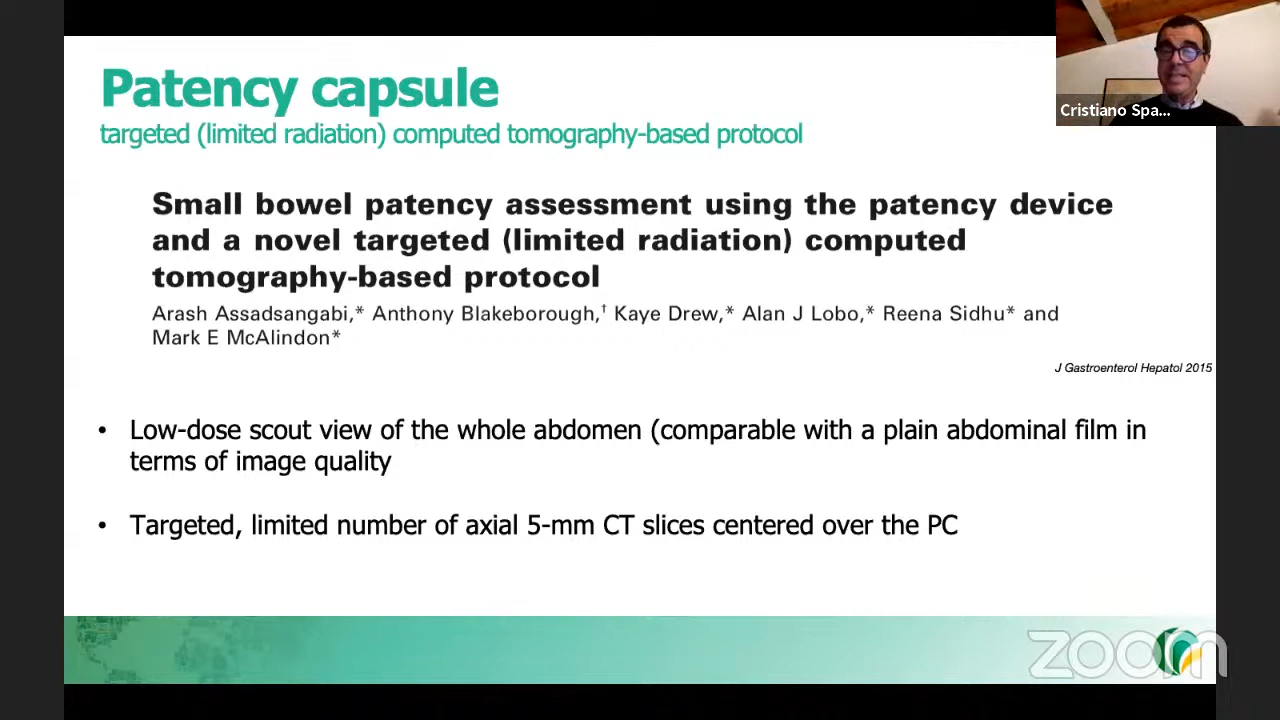 Patency capsule
targeted (limited radiation) computed tomography-based protocol
Cristiano Spa...
Small bowel patency assessment using the patency device
and a novel targeted (limited radiation) computed
tomography-based protocol
Arash Assadsangabi,* Anthony Blakeborough,† Kaye Drew,* Alan J Lobo,* Reena Sidhu* and
Mark E McAlindon*
J Gastroenterol Hepatol 2015
• Low-dose scout view of the whole abdomen (comparable with a plain abdominal film in
terms of image quality
• Targeted, limited number of axial 5-mm CT slices centered over the PC
zoom